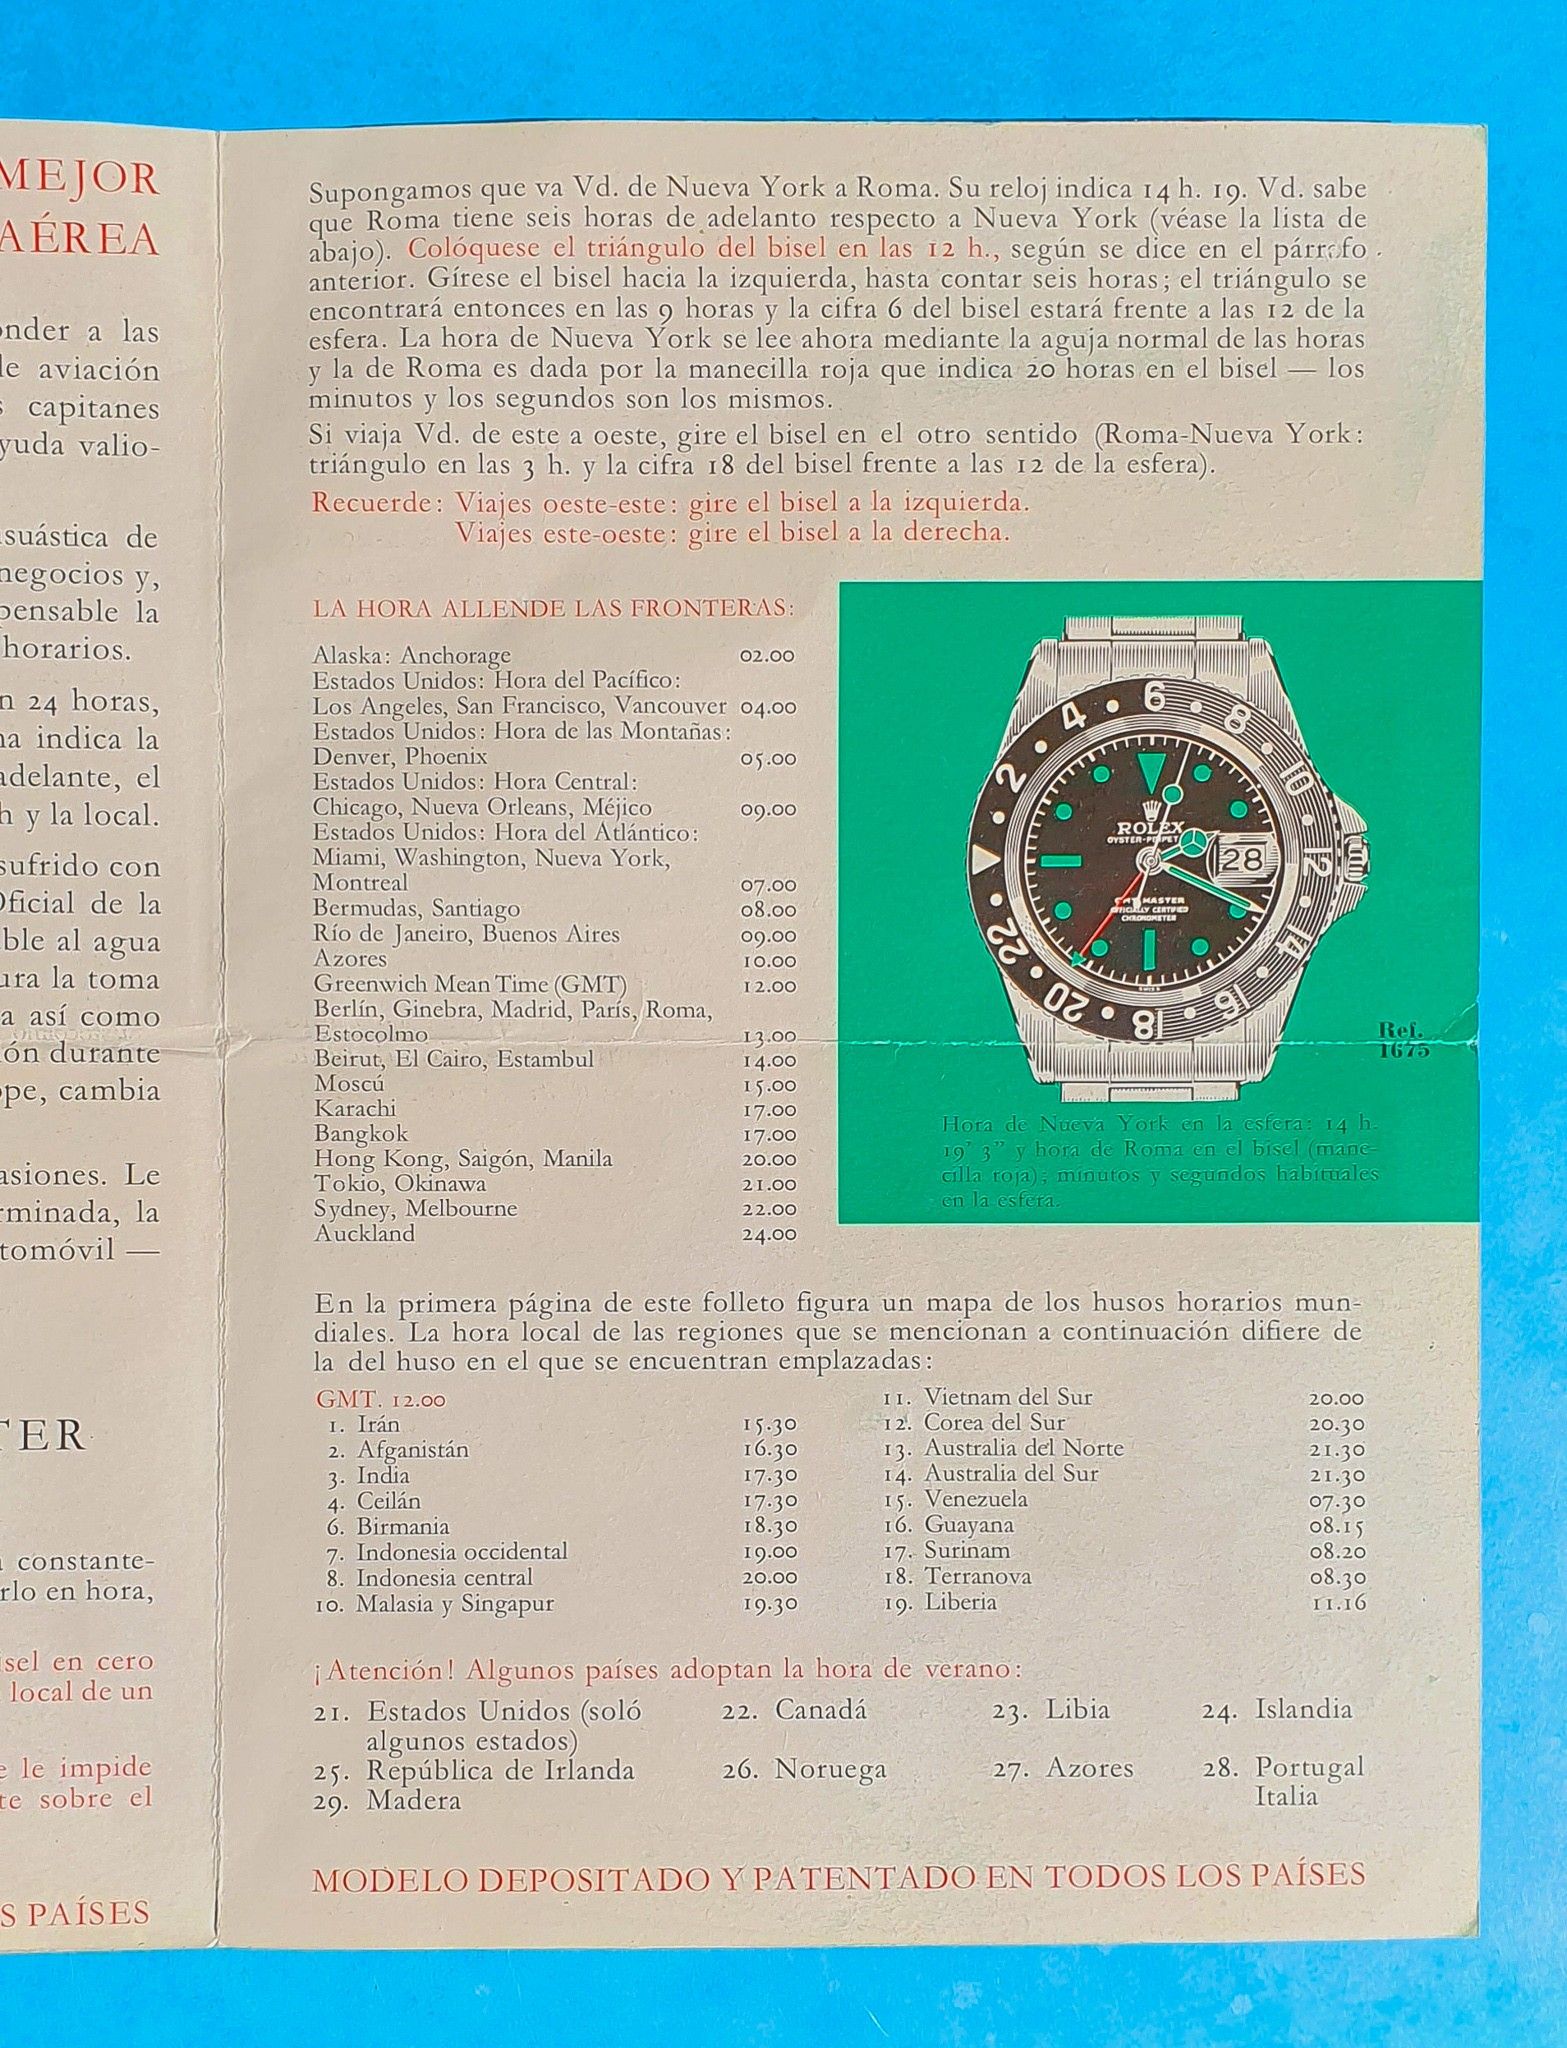 MEJOR
AÉREA
onder a las
de aviación
s capitanes
yuda valio-
suástica de
negocios y,
pensable la
horarios.
n 24 horas,
na indica la
adelante, el
h y la local.
sufrido con
Oficial de la
ble al agua
ura la toma
a así como
ón durante
ope, cambia
asiones. Le
rminada, la
tomóvil —
TER
constante-
rlo en hora,
isel en cero
local de un
e le impide
te sobre el
S PAÍSES
Supongamos que va Vd. de Nueva York a Roma. Su reloj indica 14 h. 19. Vd. sabe
que Roma tiene seis horas de adelanto respecto a Nueva York (véase la lista de
abajo). Colóquese el triángulo del bisel en las 12 h., según se dice en el párrafo
anterior. Gírese el bisel hacia la izquierda, hasta contar seis horas; el triángulo se
encontrará entonces en las 9 horas y la cifra 6 del bisel estará frente a las 12 de la
esfera. La hora de Nueva York se lee ahora mediante la aguja normal de las horas
y la de Roma es dada por la manecilla roja que indica 20 horas en el bisel — los
minutos y los segundos son los mismos.
Si viaja Vd. de este a oeste, gire el bisel en el otro sentido (Roma-Nueva York:
triángulo en las 3 h. y la cifra 18 del bisel frente a las 12 de la esfera).
Recuerde: Viajes oeste-este: gire el bisel a la izquierda.
Viajes este-oeste: gire el bisel a la derecha.
LA HORA ALLENDE LAS FRONTERAS:
Alaska: Anchorage 02.00
Estados Unidos: Hora del Pacífico:
Los Angeles, San Francisco, Vancouver 04.00
Estados Unidos: Hora de las Montañas:
Denver, Phoenix 05.00
Estados Unidos: Hora Central:
Chicago, Nueva Orleans, Méjico 09.00
Estados Unidos: Hora del Atlántico:
Miami, Washington, Nueva York,
Montreal 07.00
Bermudas, Santiago 08.00
Río de Janeiro, Buenos Aires 09.00
Azores 10.00
Greenwich Mean Time (GMT) 12.00
Berlín, Ginebra, Madrid, París, Roma,
Estocolmo 13.00
Beirut, El Cairo, Estambul 14.00
Moscú 15.00
Karachi 17.00
Bangkok 17.00
Hong Kong, Saigón, Manila 20.00
Tokio, Okinawa 21.00
Sydney, Melbourne 22.00
Auckland 24.00
2 4 6 8 10 12 14 16 18 20 22
ROLEX
OYSTER-PERPET
28
GMT MASTER
OFFICIALLY CERTIFIED
CHRONOMETER
SWISS
Ref.
1675
Hora de Nueva York en la esfera: 14 h.
19' 3" y hora de Roma en el bisel (mane-
cilla roja); minutos y segundos habituales
en la esfera.
En la primera página de este folleto figura un mapa de los husos horarios mun-
diales. La hora local de las regiones que se mencionan a continuación difiere de
la del huso en el que se encuentran emplazadas:
GMT. 12.00
1. Irán 15.30
2. Afganistán 16.30
3. India 17.30
4. Ceilán 17.30
6. Birmania 18.30
7. Indonesia occidental 19.00
8. Indonesia central 20.00
10. Malasia y Singapur 19.30
11. Vietnam del Sur 20.00
12. Corea del Sur 20.30
13. Australia del Norte 21.30
14. Australia del Sur 21.30
15. Venezuela 07.30
16. Guayana 08.15
17. Surinam 08.20
18. Terranova 08.30
19. Liberia 11.16
¡Atención! Algunos países adoptan la hora de verano:
21. Estados Unidos (soló 22. Canadá 23. Libia 24. Islandia
algunos estados)
25. República de Irlanda 26. Noruega 27. Azores 28. Portugal
29. Madera Italia
MODELO DEPOSITADO Y PATENTADO EN TODOS LOS PAÍSES